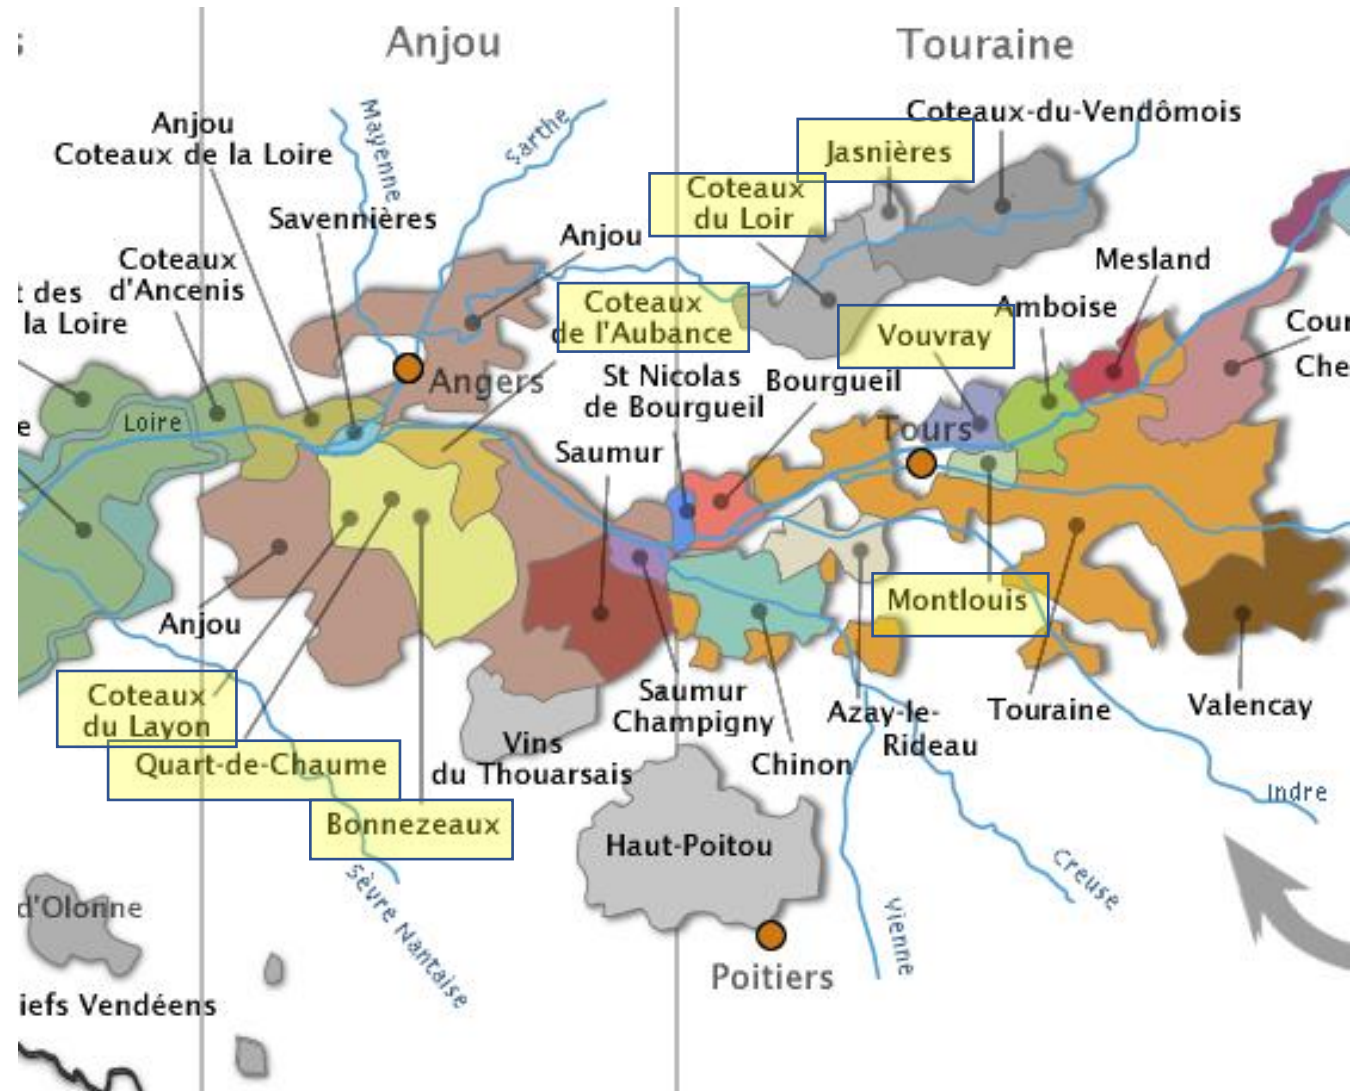 Anjou
Touraine
Mayenne
Sarthe
Coteaux-du-Vendômois
Anjou
Coteaux de la Loire
Jasnières
Coteaux
du Loir
Savennières
Anjou
Mesland
Coteaux
d'Ancenis
t des
la Loire
Coteaux
de l'Aubance
Amboise
Vouvray
Cour
Che
Angers
St Nicolas
de Bourgueil
Bourgueil
Loire
e
Tours
Saumur
Montlouis
Anjou
Coteaux
du Layon
Saumur
Champigny
Azay-le-
Rideau
Touraine
Valencay
Quart-de-Chaume
Vins
du Thouarsais
Chinon
Indre
Bonnezeaux
Haut-Poitou
Creuse
Sèvre Nantaise
Vienne
d'Olonne
Poitiers
iefs Vendéens